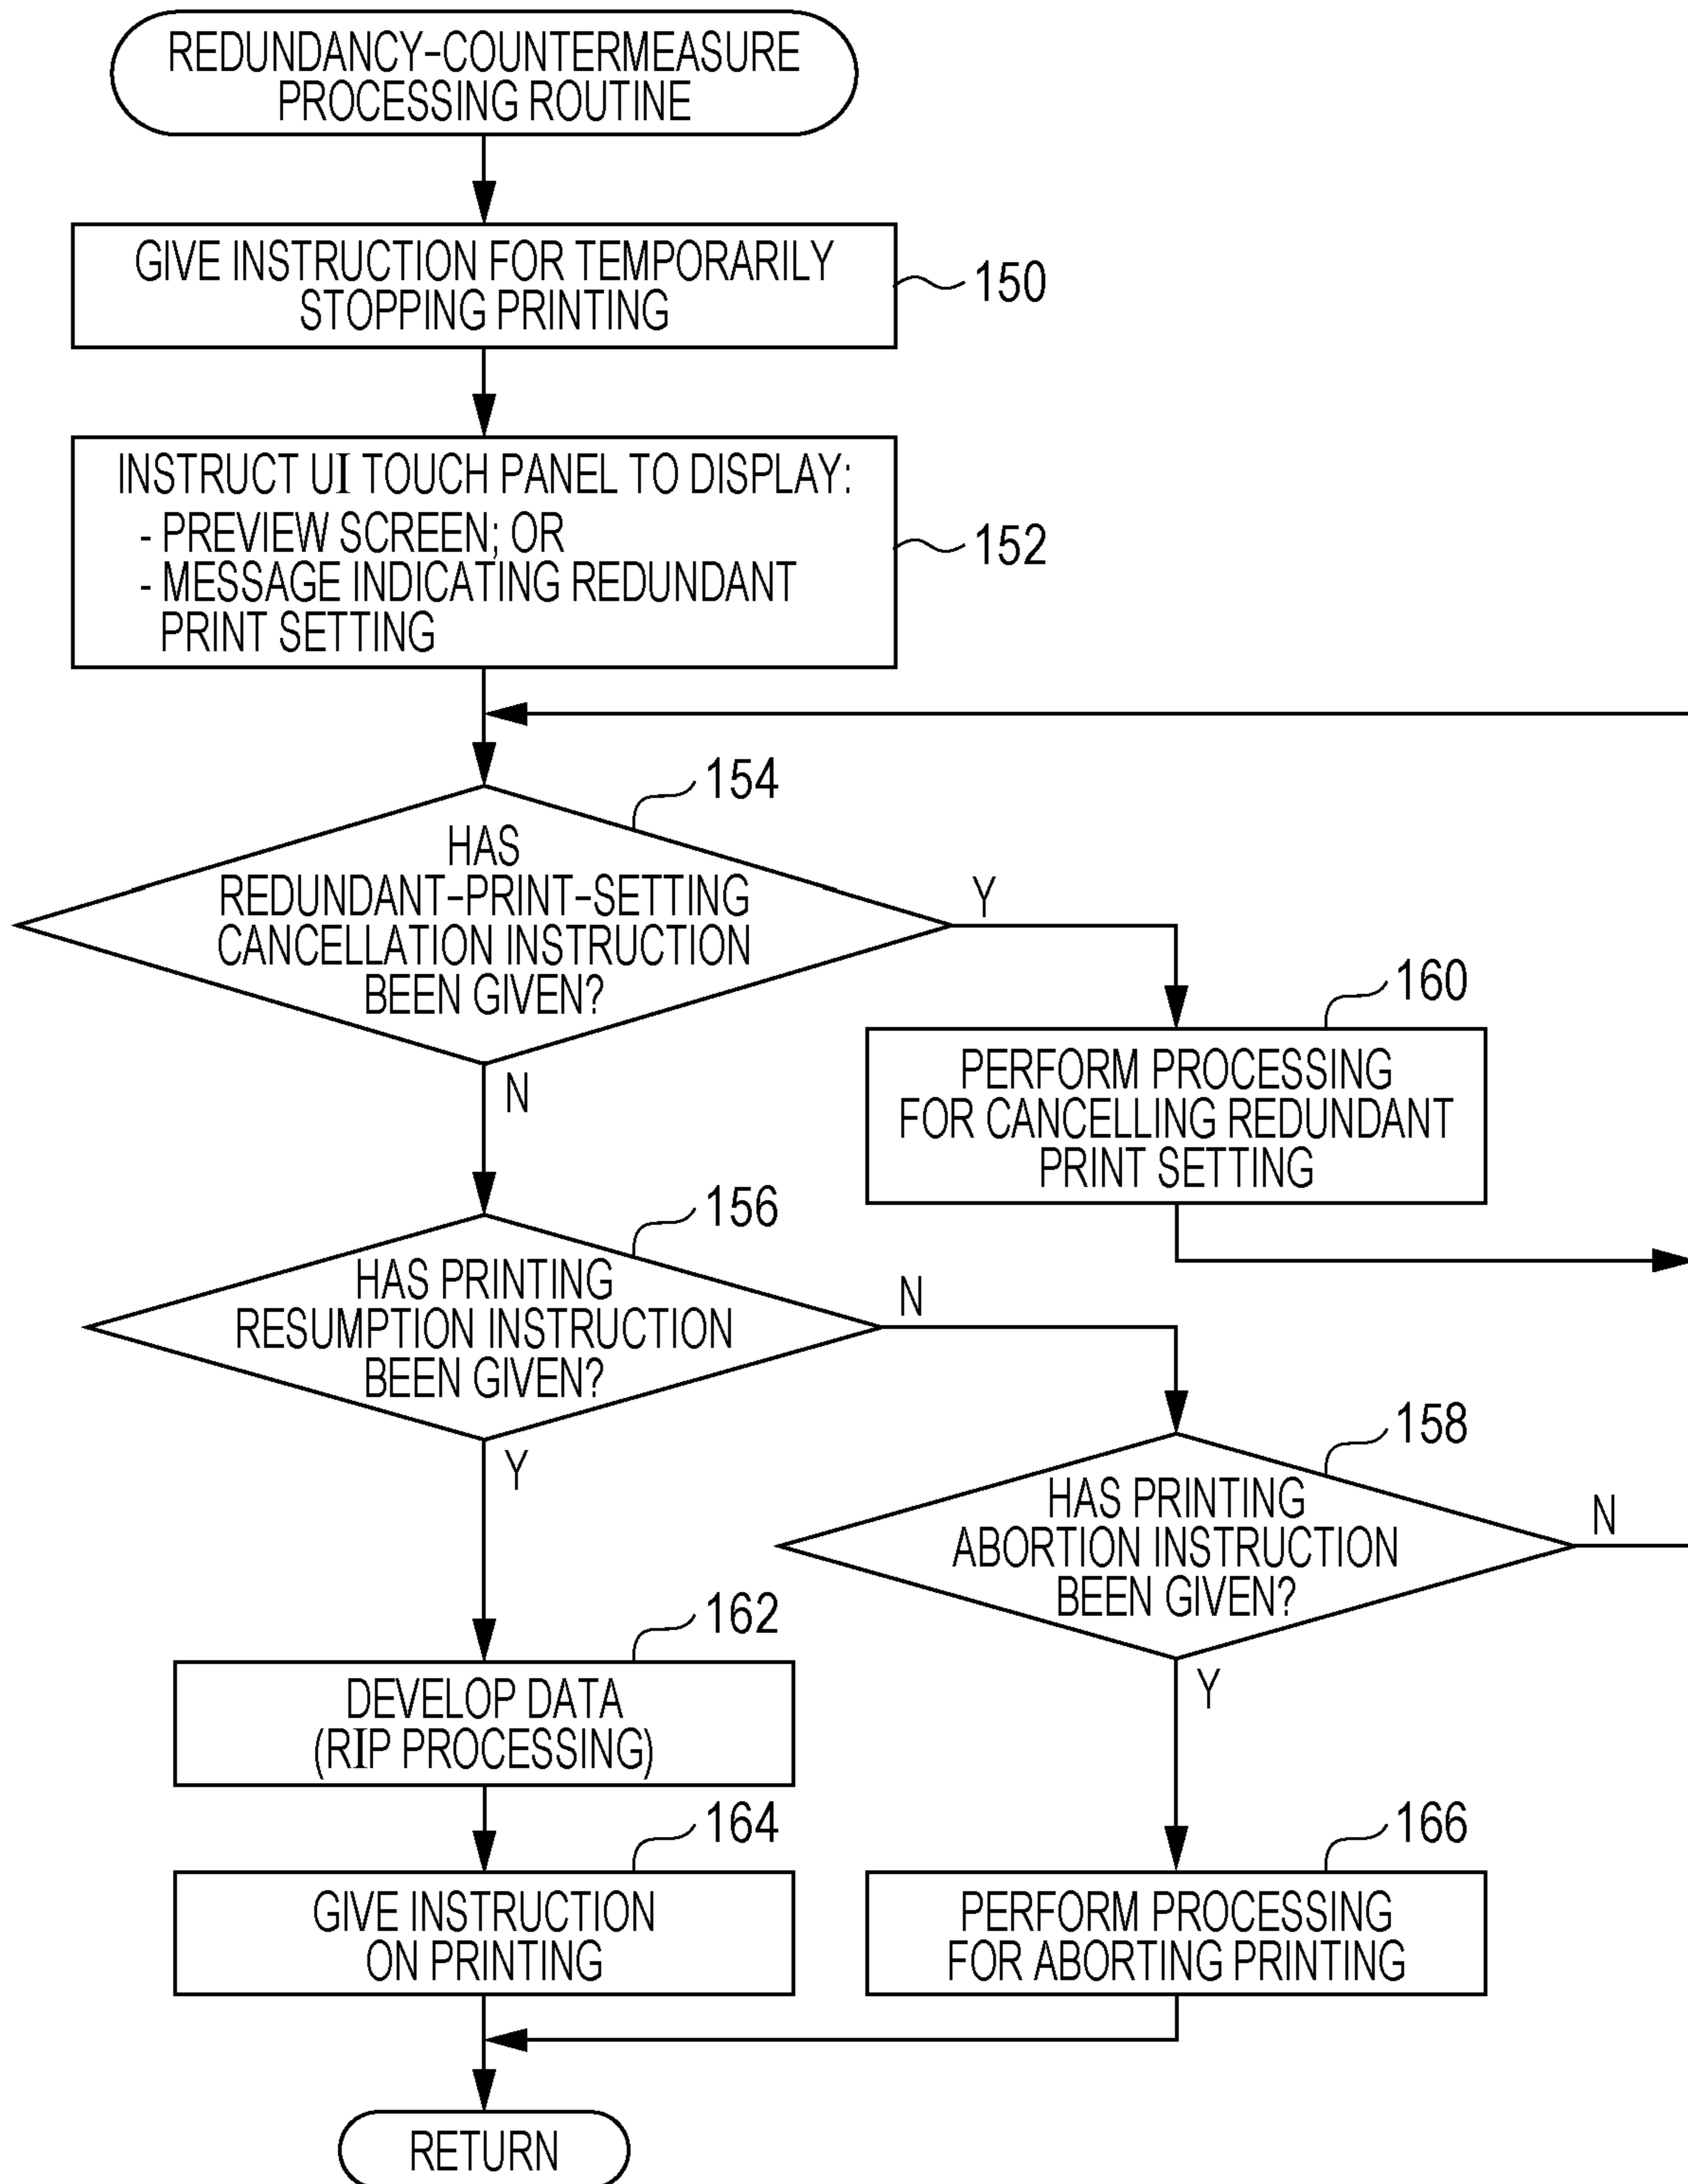 REDUNDANCY-COUNTERMEASURE
PROCESSING ROUTINE
GIVE INSTRUCTION FOR TEMPORARILY
STOPPING PRINTING
150
INSTRUCT UI TOUCH PANEL TO DISPLAY:
- PREVIEW SCREEN; OR
- MESSAGE INDICATING REDUNDANT
PRINT SETTING
152
154
HAS
REDUNDANT-PRINT-SETTING
CANCELLATION INSTRUCTION
BEEN GIVEN?
Y
N
160
PERFORM PROCESSING
FOR CANCELLING REDUNDANT
PRINT SETTING
156
HAS PRINTING
RESUMPTION INSTRUCTION
BEEN GIVEN?
N
Y
158
HAS PRINTING
ABORTION INSTRUCTION
BEEN GIVEN?
N
Y
162
DEVELOP DATA
(RIP PROCESSING)
164
GIVE INSTRUCTION
ON PRINTING
166
PERFORM PROCESSING
FOR ABORTING PRINTING
RETURN